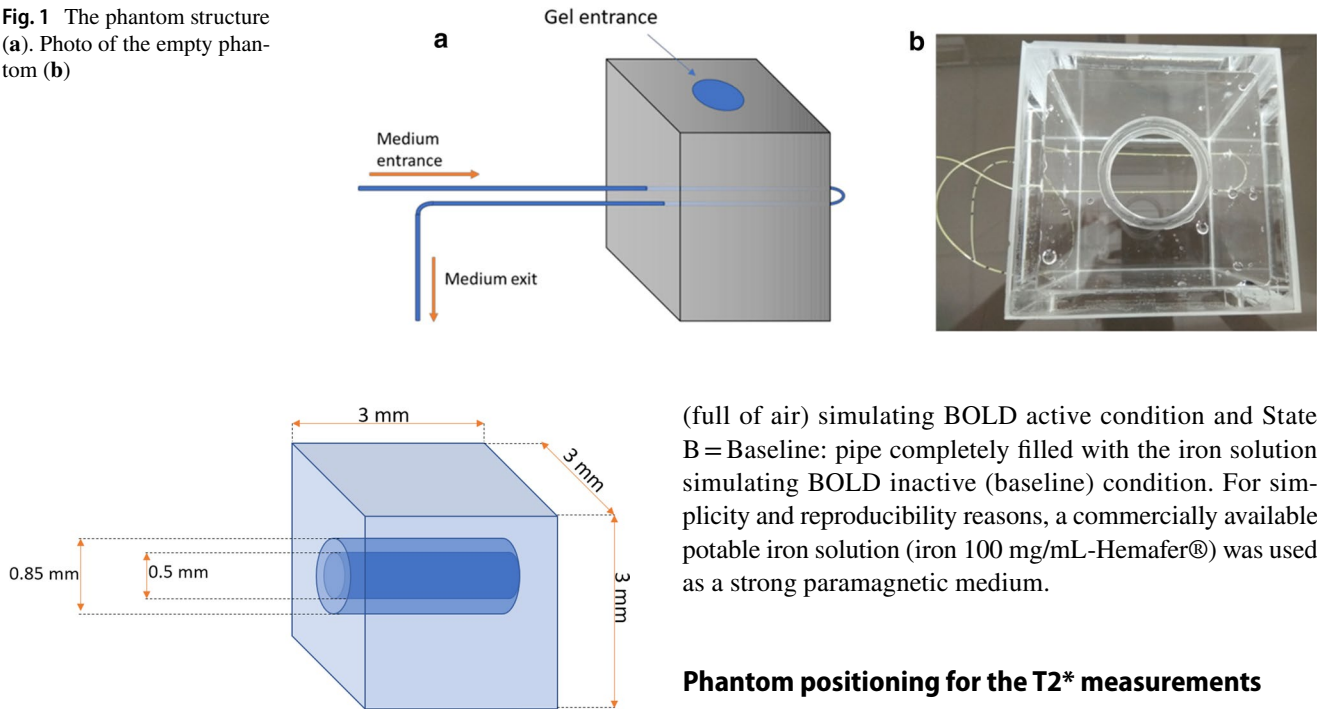 Fig. 1 The phantom structure
(a). Photo of the empty phan-
tom (b)
a
Gel entrance
Medium
entrance
Medium exit
b
3 mm
3 mm
3 mm
0.85 mm
0.5 mm
(full of air) simulating BOLD active condition and State
B = Baseline: pipe completely filled with the iron solution
simulating BOLD inactive (baseline) condition. For sim-
plicity and reproducibility reasons, a commercially available
potable iron solution (iron 100 mg/mL-Hemafer®) was used
as a strong paramagnetic medium.
Phantom positioning for the T2* measurements